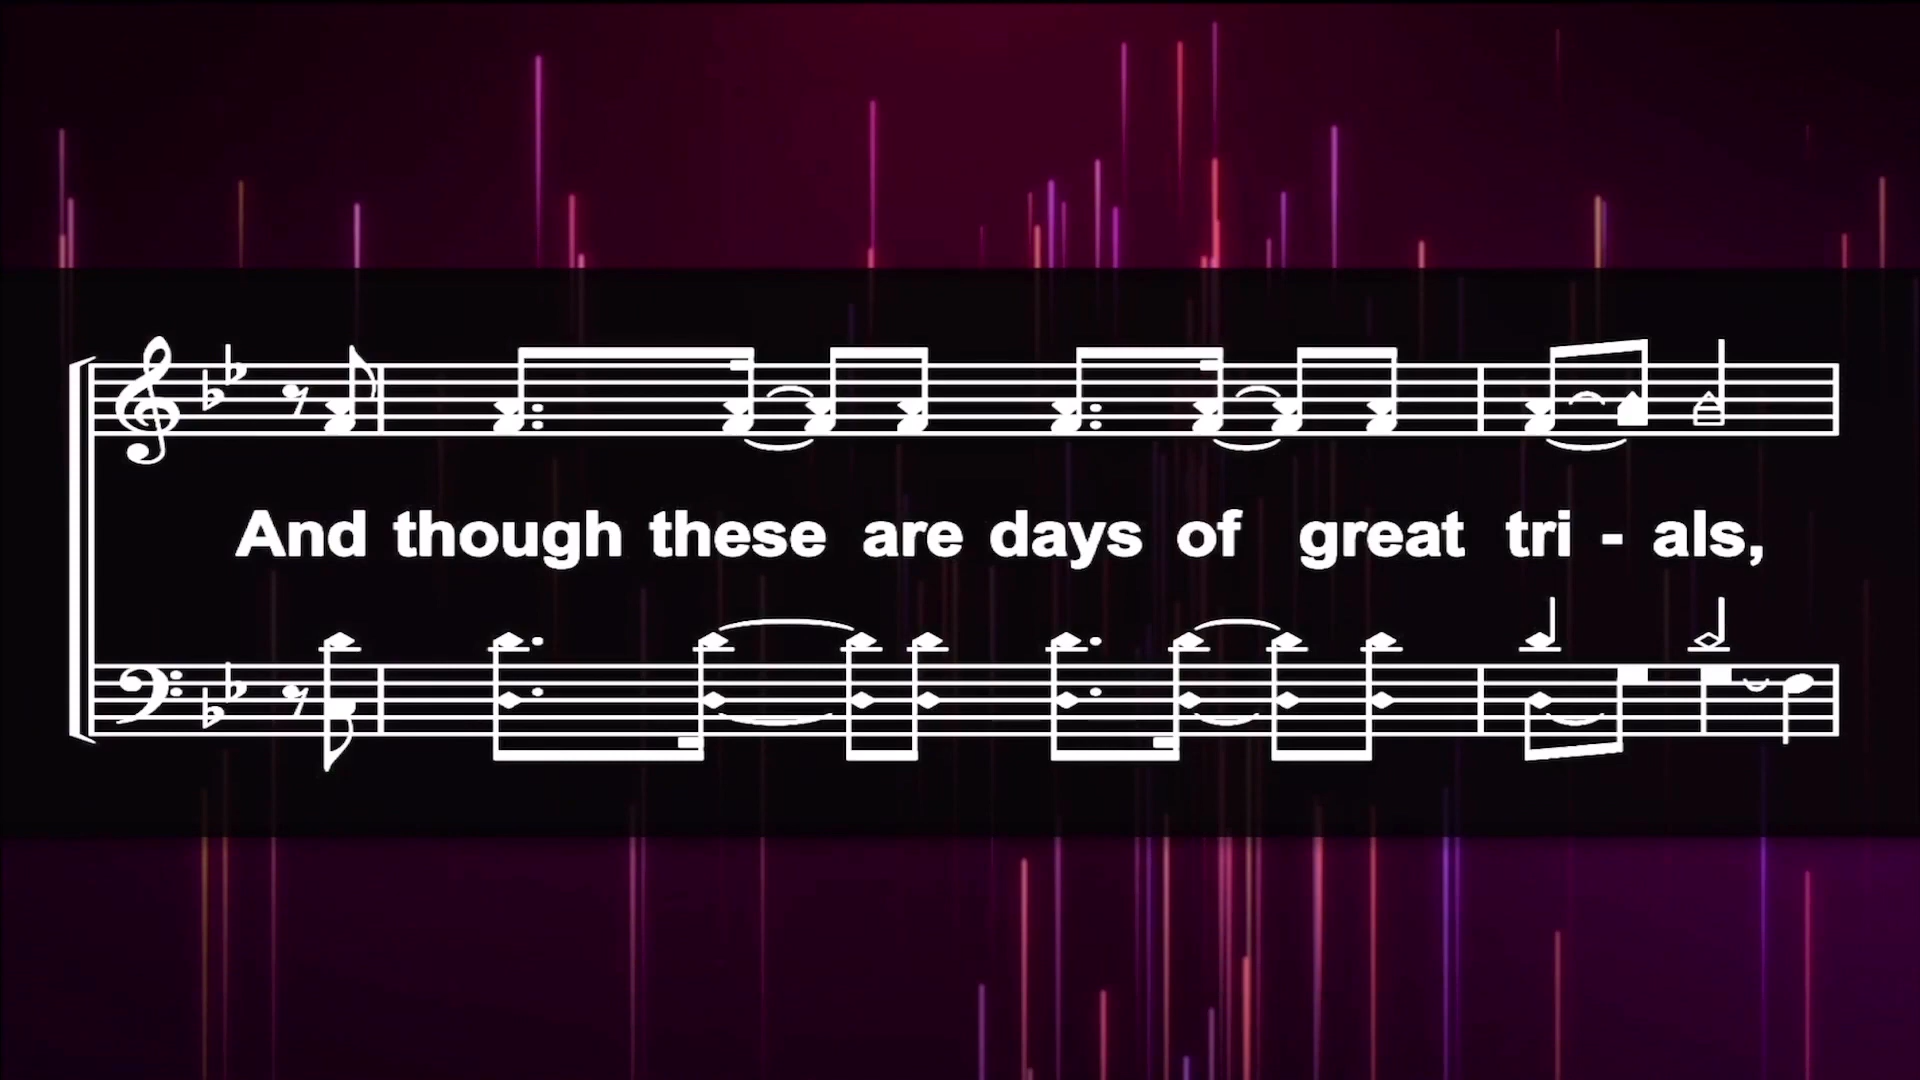 And though these are days of great tri - als,